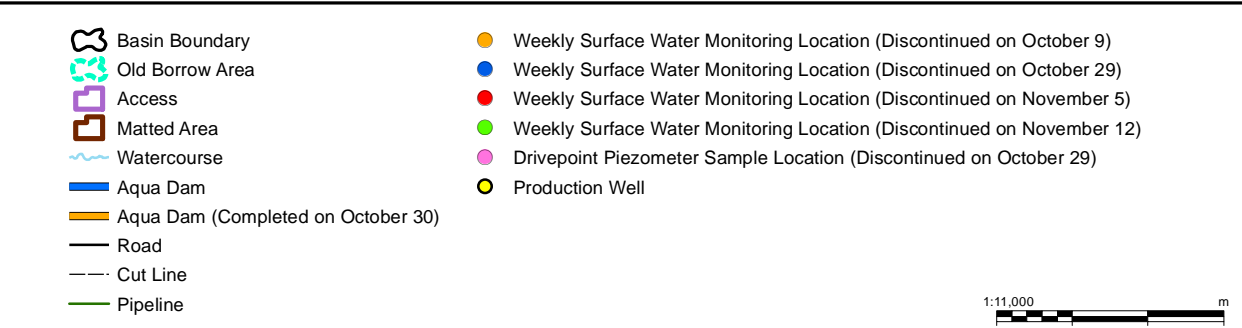 Basin Boundary
Old Borrow Area
Access
Matted Area
Watercourse
Aqua Dam
Aqua Dam (Completed on October 30)
Road
Cut Line
Pipeline
Weekly Surface Water Monitoring Location (Discontinued on October 9)
Weekly Surface Water Monitoring Location (Discontinued on October 29)
Weekly Surface Water Monitoring Location (Discontinued on November 5)
Weekly Surface Water Monitoring Location (Discontinued on November 12)
Drivepoint Piezometer Sample Location (Discontinued on October 29)
Production Well
1:11,000 m